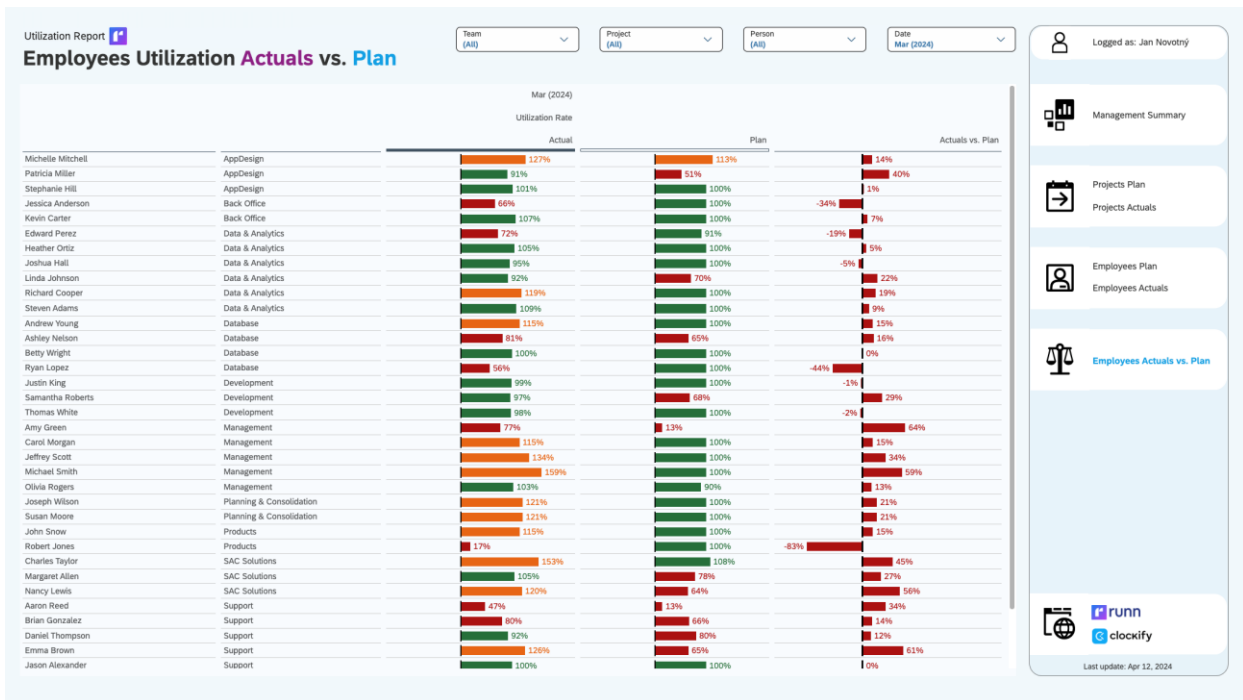 Utilization Report
Employees Utilization Actuals vs. Plan
Team
(All)
Project
(All)
Person
(All)
Date
Mar (2024)
Mar (2024)
Utilization Rate
Actual Plan Actuals vs. Plan
Michelle Mitchell AppDesign 127% 113% 14%
Patricia Miller AppDesign 91% 51% 40%
Stephanie Hill AppDesign 101% 100% 1%
Jessica Anderson Back Office 66% 100% -34%
Kevin Carter Back Office 107% 100% 7%
Edward Perez Data & Analytics 72% 91% -19%
Heather Ortiz Data & Analytics 105% 100% 5%
Joshua Hall Data & Analytics 95% 100% -5%
Linda Johnson Data & Analytics 92% 70% 22%
Richard Cooper Data & Analytics 119% 100% 19%
Steven Adams Data & Analytics 109% 100% 9%
Andrew Young Database 115% 100% 15%
Ashley Nelson Database 81% 65% 16%
Betty Wright Database 100% 100% 0%
Ryan Lopez Database 56% 100% -44%
Justin King Development 99% 100% -1%
Samantha Roberts Development 97% 68% 29%
Thomas White Development 98% 100% -2%
Amy Green Management 77% 13% 64%
Carol Morgan Management 115% 100% 15%
Jeffrey Scott Management 134% 100% 34%
Michael Smith Management 159% 100% 59%
Olivia Rogers Management 103% 90% 13%
Joseph Wilson Planning & Consolidation 121% 100% 21%
Susan Moore Planning & Consolidation 121% 100% 21%
John Snow Products 115% 100% 15%
Robert Jones Products 17% 100% -83%
Charles Taylor SAC Solutions 153% 108% 45%
Margaret Allen SAC Solutions 105% 78% 27%
Nancy Lewis SAC Solutions 120% 64% 56%
Aaron Reed Support 47% 13% 34%
Brian Gonzalez Support 80% 66% 14%
Daniel Thompson Support 92% 80% 12%
Emma Brown Support 126% 65% 61%
Jason Alexander Support 100% 100% 0%
Logged as: Jan Novotný
Management Summary
Projects Plan
Projects Actuals
Employees Plan
Employees Actuals
Employees Actuals vs. Plan
runn
clockify
Last update: Apr 12, 2024